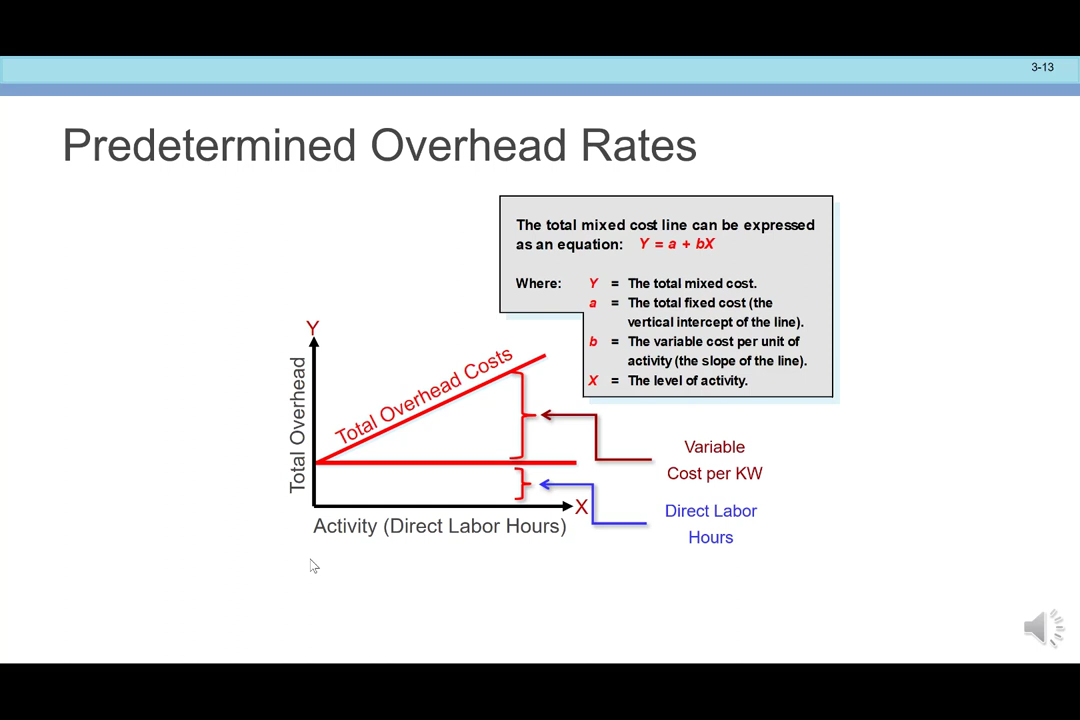 3-13
Predetermined Overhead Rates
The total mixed cost line can be expressed
as an equation: Y = a + bX
Where: Y = The total mixed cost.
a = The total fixed cost (the
vertical intercept of the line).
b = The variable cost per unit of
activity (the slope of the line).
X = The level of activity.
Y
Total Overhead
Total Overhead Costs
Variable
Cost per KW
X
Direct Labor
Hours
Activity (Direct Labor Hours)